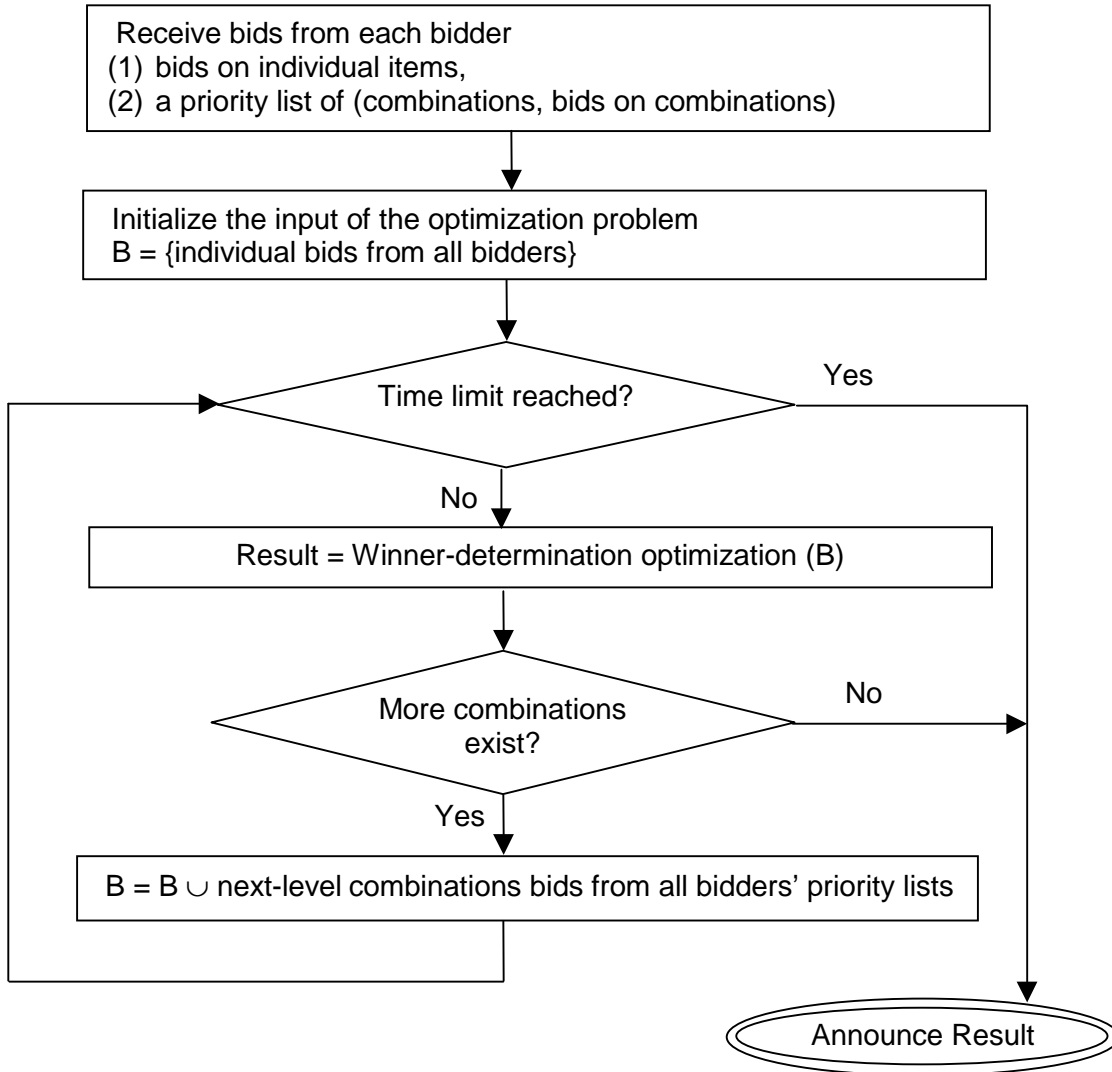 Receive bids from each bidder
(1) bids on individual items,
(2) a priority list of (combinations, bids on combinations)
Initialize the input of the optimization problem
B = {individual bids from all bidders}
Time limit reached?
Yes
No
Result = Winner-determination optimization (B)
More combinations
exist?
No
Yes
B = B ∪ next-level combinations bids from all bidders’ priority lists
Announce Result